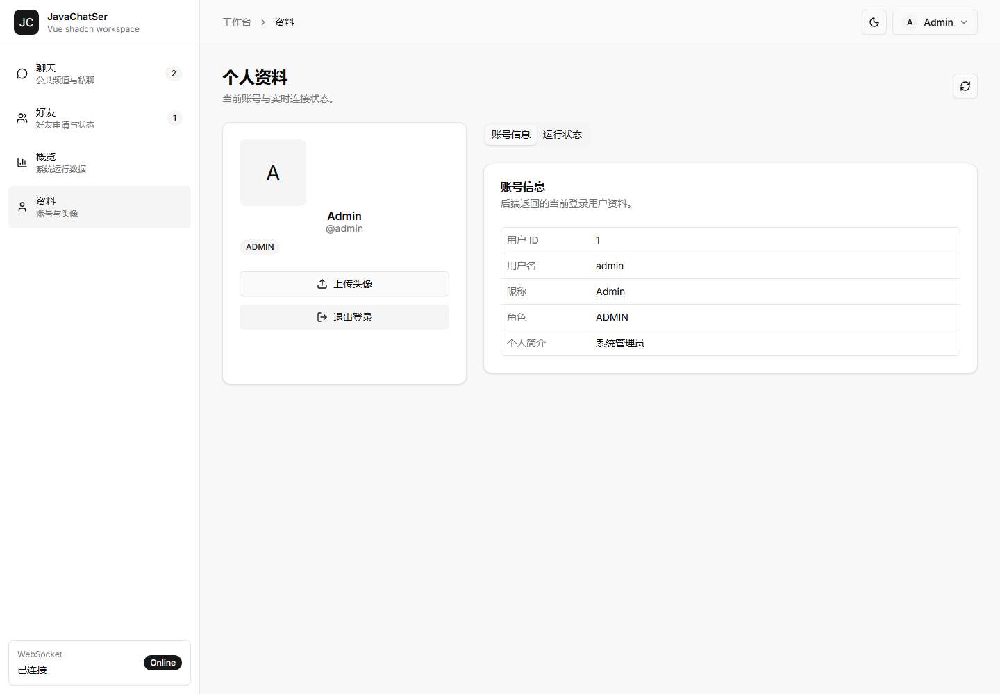 JC
JavaChatSer
Vue shadcn workspace
聊天
公共频道与私聊
2
好友
好友申请与状态
1
概览
系统运行数据
资料
账号与头像
WebSocket
已连接
Online
工作台
资料
A
Admin
个人资料
当前账号与实时连接状态。
A
Admin
@admin
ADMIN
上传头像
退出登录
账号信息
运行状态
账号信息
后端返回的当前登录用户资料。
用户 ID 1
用户名 admin
昵称 Admin
角色 ADMIN
个人简介 系统管理员